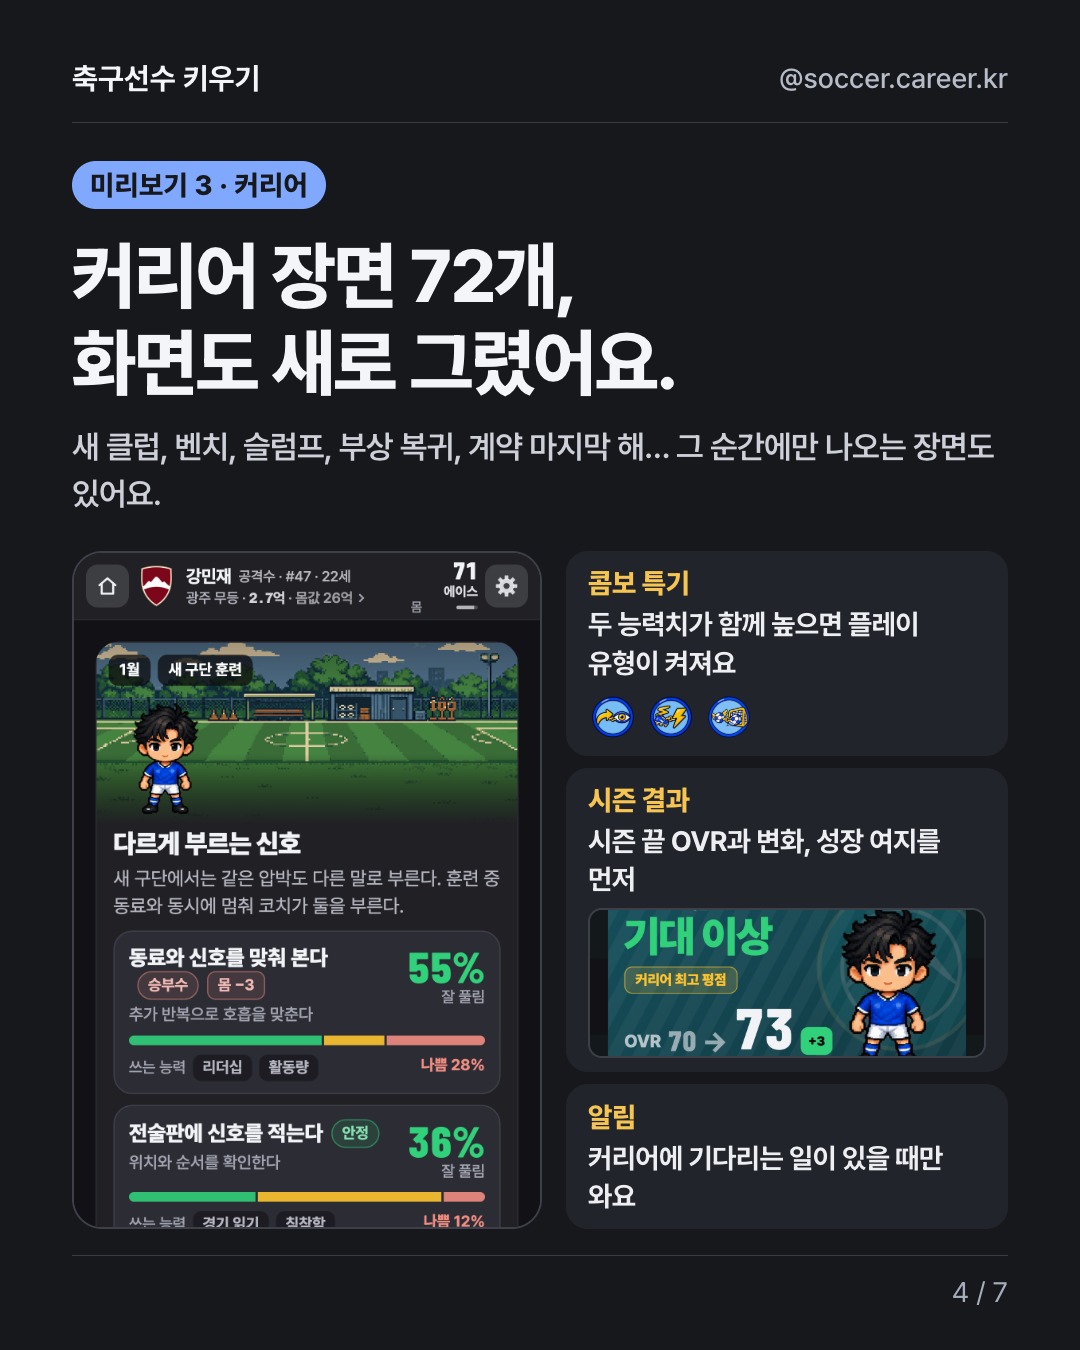 축구선수 키우기
@soccer.career.kr
미리보기 3 · 커리어
커리어 장면 72개,
화면도 새로 그렸어요.
새 클럽, 벤치, 슬럼프, 부상 복귀, 계약 마지막 해... 그 순간에만 나오는 장면도
있어요.
강민재 공격수 · #47 · 22세
광주 무등 · 2.7억 · 몸값 26억 >
몸
71
에이스
1월
새 구단 훈련
다르게 부르는 신호
새 구단에서는 같은 압박도 다른 말로 부른다. 훈련 중
동료와 동시에 멈춰 코치가 둘을 부른다.
동료와 신호를 맞춰 본다
승부수
몸 −3
추가 반복으로 호흡을 맞춘다
55%
잘 풀림
쓰는 능력 리더십 활동량
나쁨 28%
전술판에 신호를 적는다 안정
위치와 순서를 확인한다
36%
잘 풀림
쓰는 능력 경기 읽기 침착함
나쁨 12%
콤보 특기
두 능력치가 함께 높으면 플레이
유형이 켜져요
시즌 결과
시즌 끝 OVR과 변화, 성장 여지를
먼저
기대 이상
커리어 최고 평점
OVR 70 → 73 +3
알림
커리어에 기다리는 일이 있을 때만
와요
4 / 7